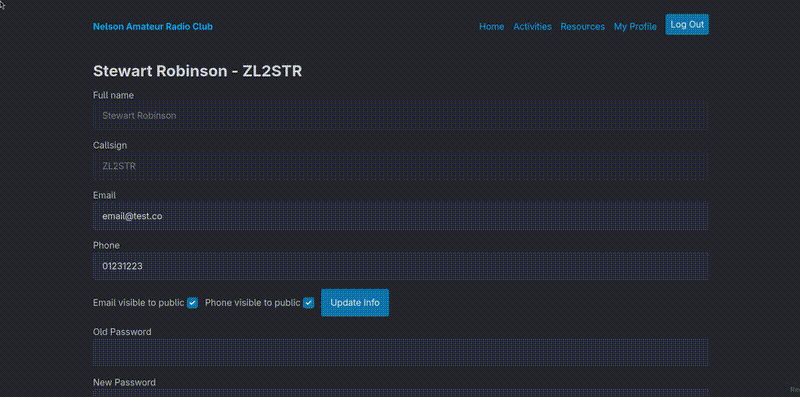 Nelson Amateur Radio Club
Home Activities Resources My Profile Log Out
Stewart Robinson - ZL2STR
Full name
Stewart Robinson
Callsign
ZL2STR
Email
email@test.co
Phone
01231223
Email visible to public Phone visible to public Update Info
Old Password
New Password